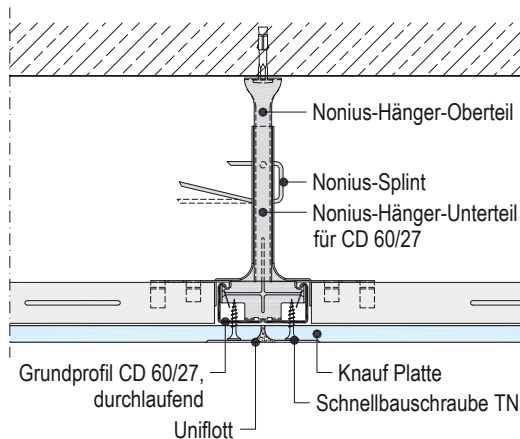 Nonius-Hänger-Oberteil
Nonius-Splint
Nonius-Hänger-Unterteil
für CD 60/27
Grundprofil CD 60/27,
durchlaufend
Knauf Platte
Schnellbauschraube TN
Uniflott